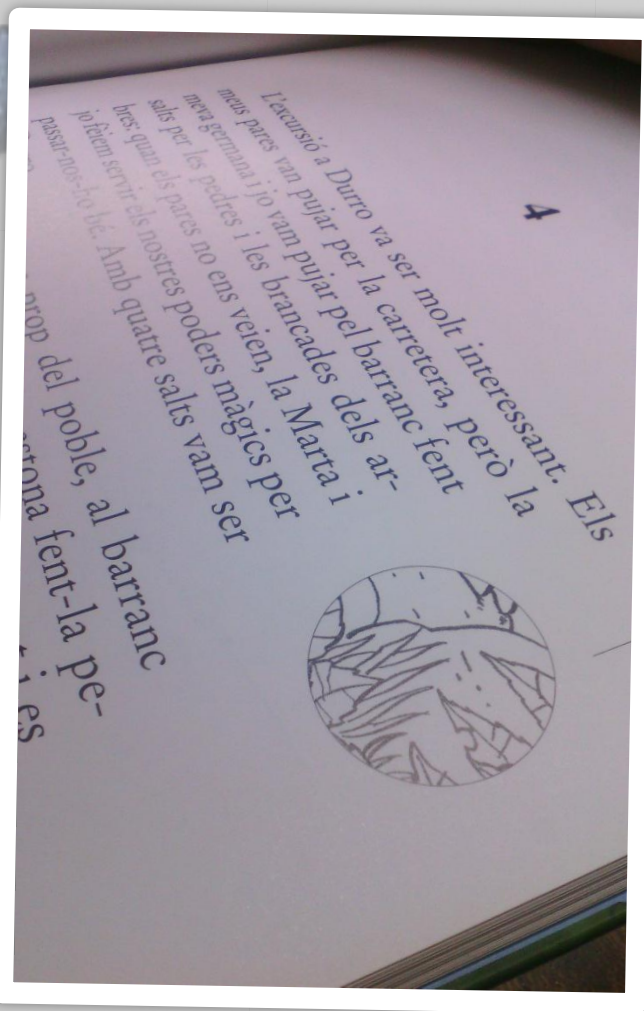 4
L'excursió a Durro va ser molt interessant. Els
meus pares van pujar per la carretera, però la
meva germana i jo vam pujar pel barranc fent
salts per les pedres i les brancades dels ar-
bres; quan els pares no ens veien, la Marta i
jo fèiem servir els nostres poders màgics per
passar-nos-ho bé. Amb quatre salts vam ser
prop del poble, al barranc
fent-la pe-
i es